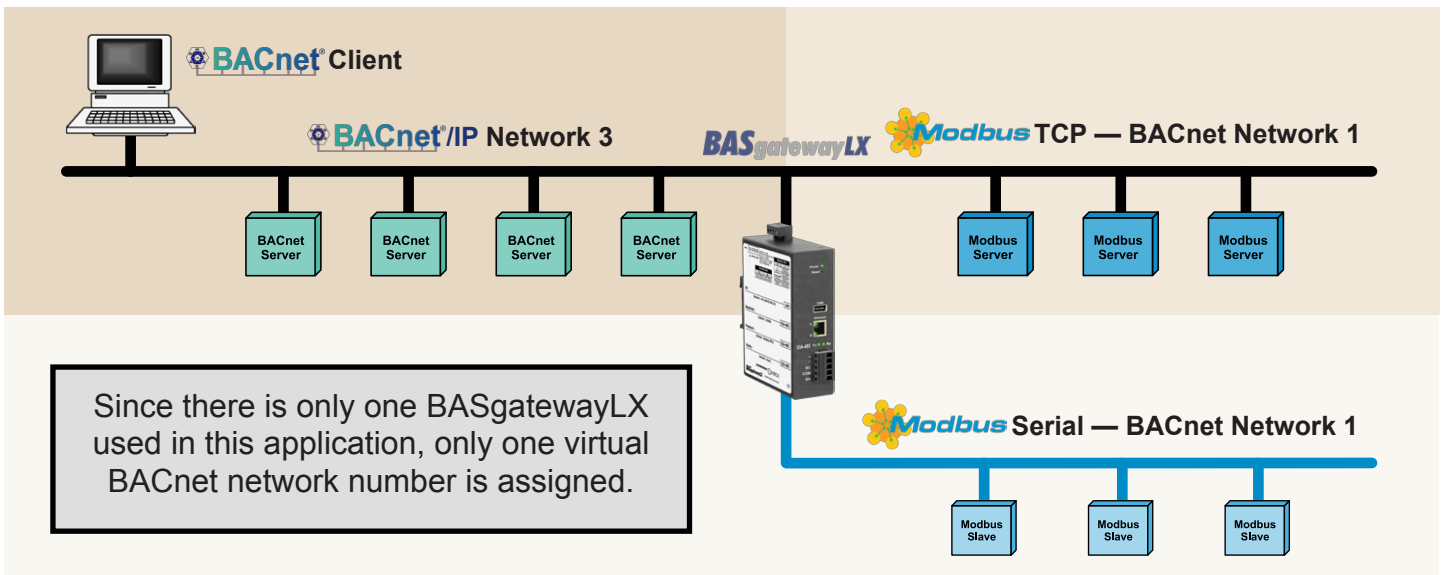 BACnet® Client
BACnet®/IP Network 3
BASgatewayLX
Modbus TCP — BACnet Network 1
BACnet
Server
BACnet
Server
BACnet
Server
BACnet
Server
Modbus
Server
Modbus
Server
Modbus
Server
Since there is only one BASgatewayLX
used in this application, only one virtual
BACnet network number is assigned.
Modbus Serial — BACnet Network 1
Modbus
Slave
Modbus
Slave
Modbus
Slave